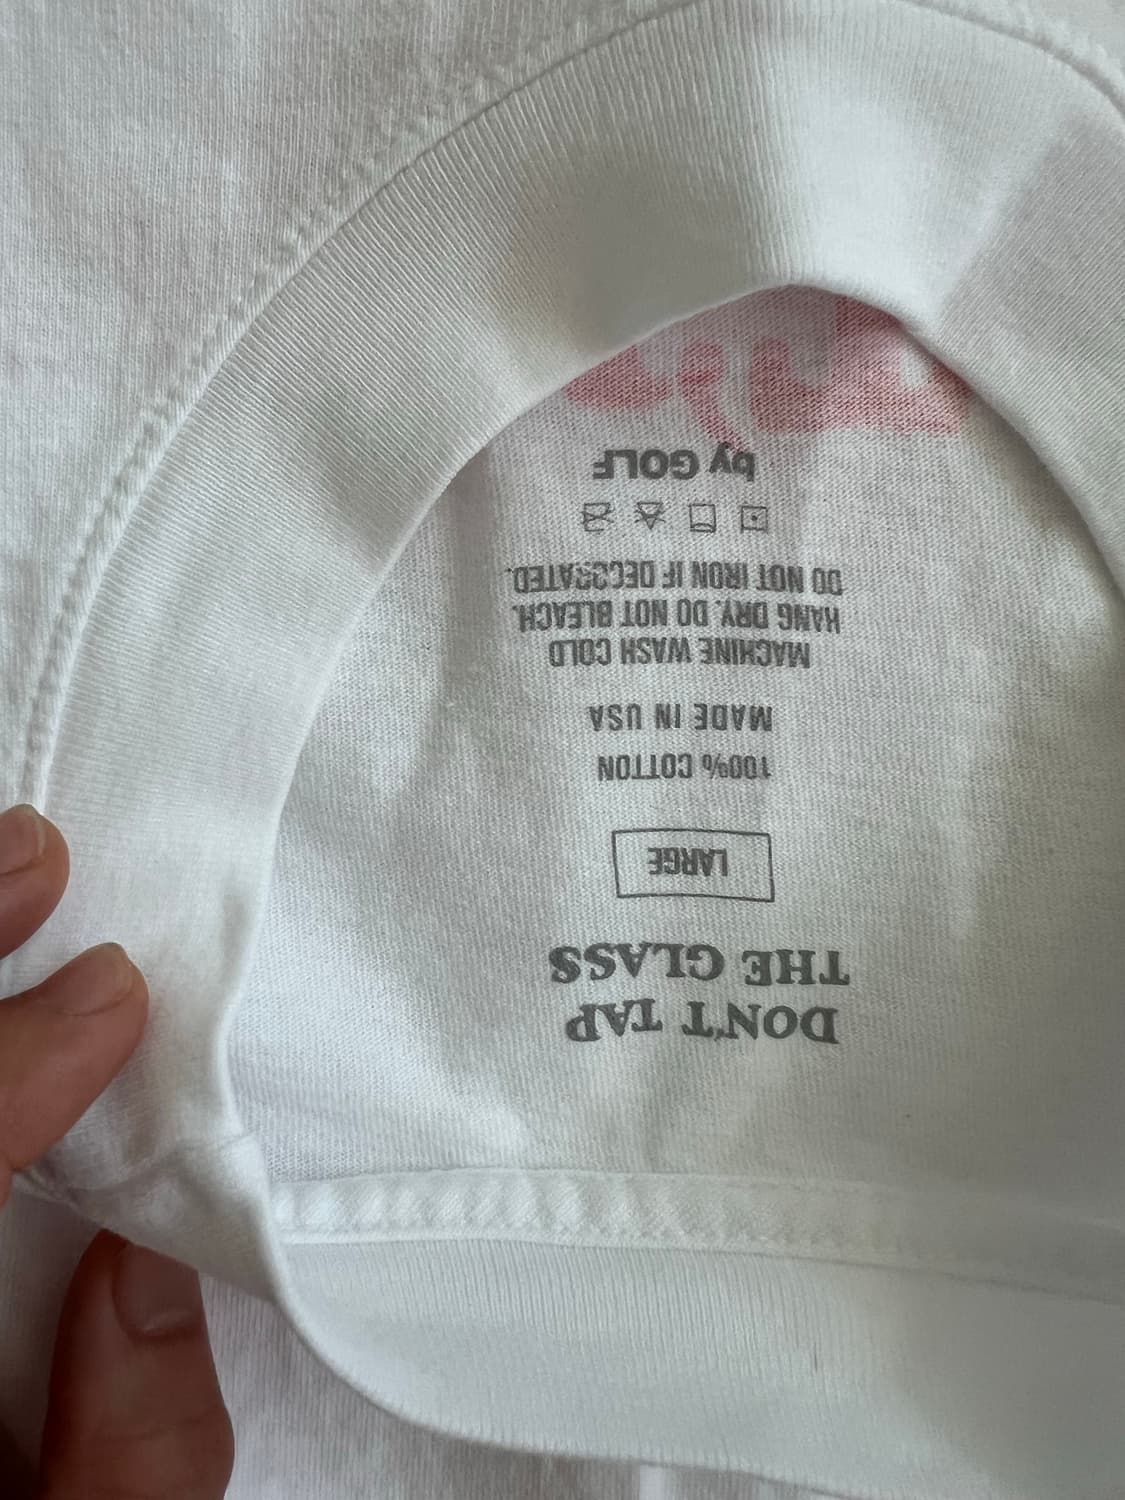 DON'T TAP
THE GLASS
LARGE
100% COTTON
MADE IN USA
MACHINE WASH COLD
HANG DRY. DO NOT BLEACH.
DO NOT IRON IF DECORATED.
by GOLF